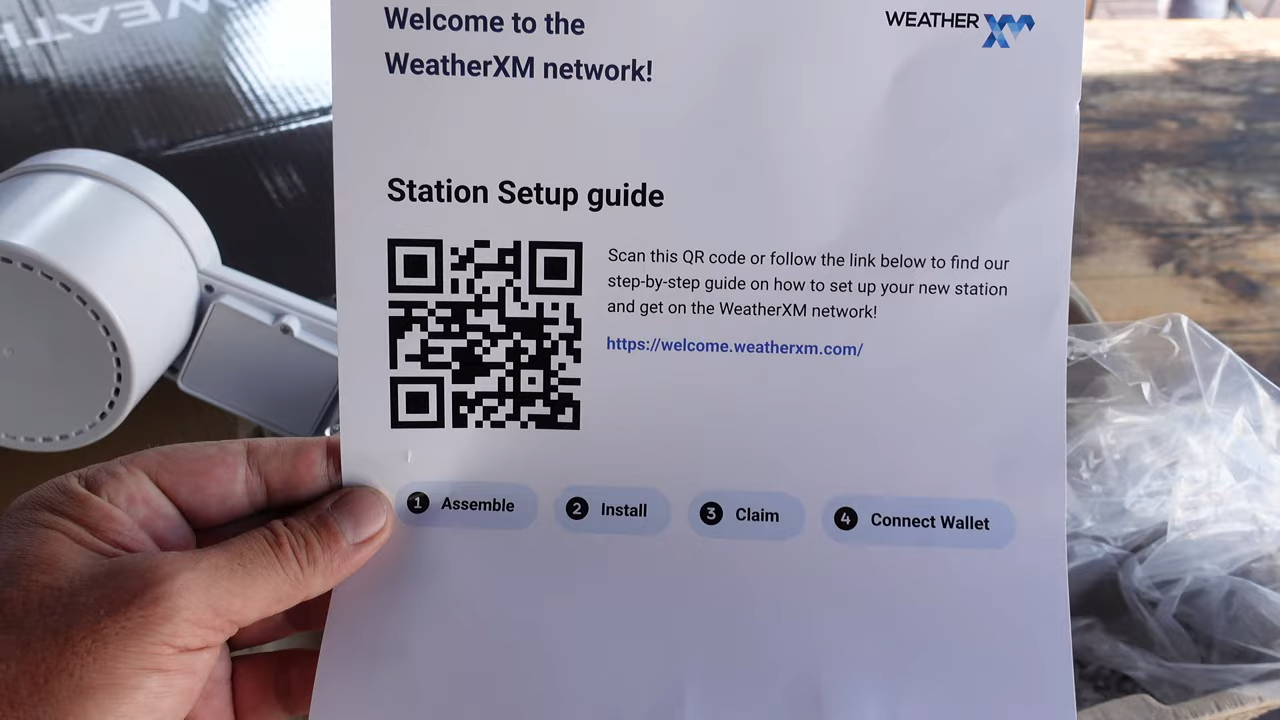 WEATH
Welcome to the
WeatherXM network!
WEATHER XM
Station Setup guide
Scan this QR code or follow the link below to find our
step-by-step guide on how to set up your new station
and get on the WeatherXM network!
https://welcome.weatherxm.com/
1 Assemble
2 Install
3 Claim
4 Connect Wallet